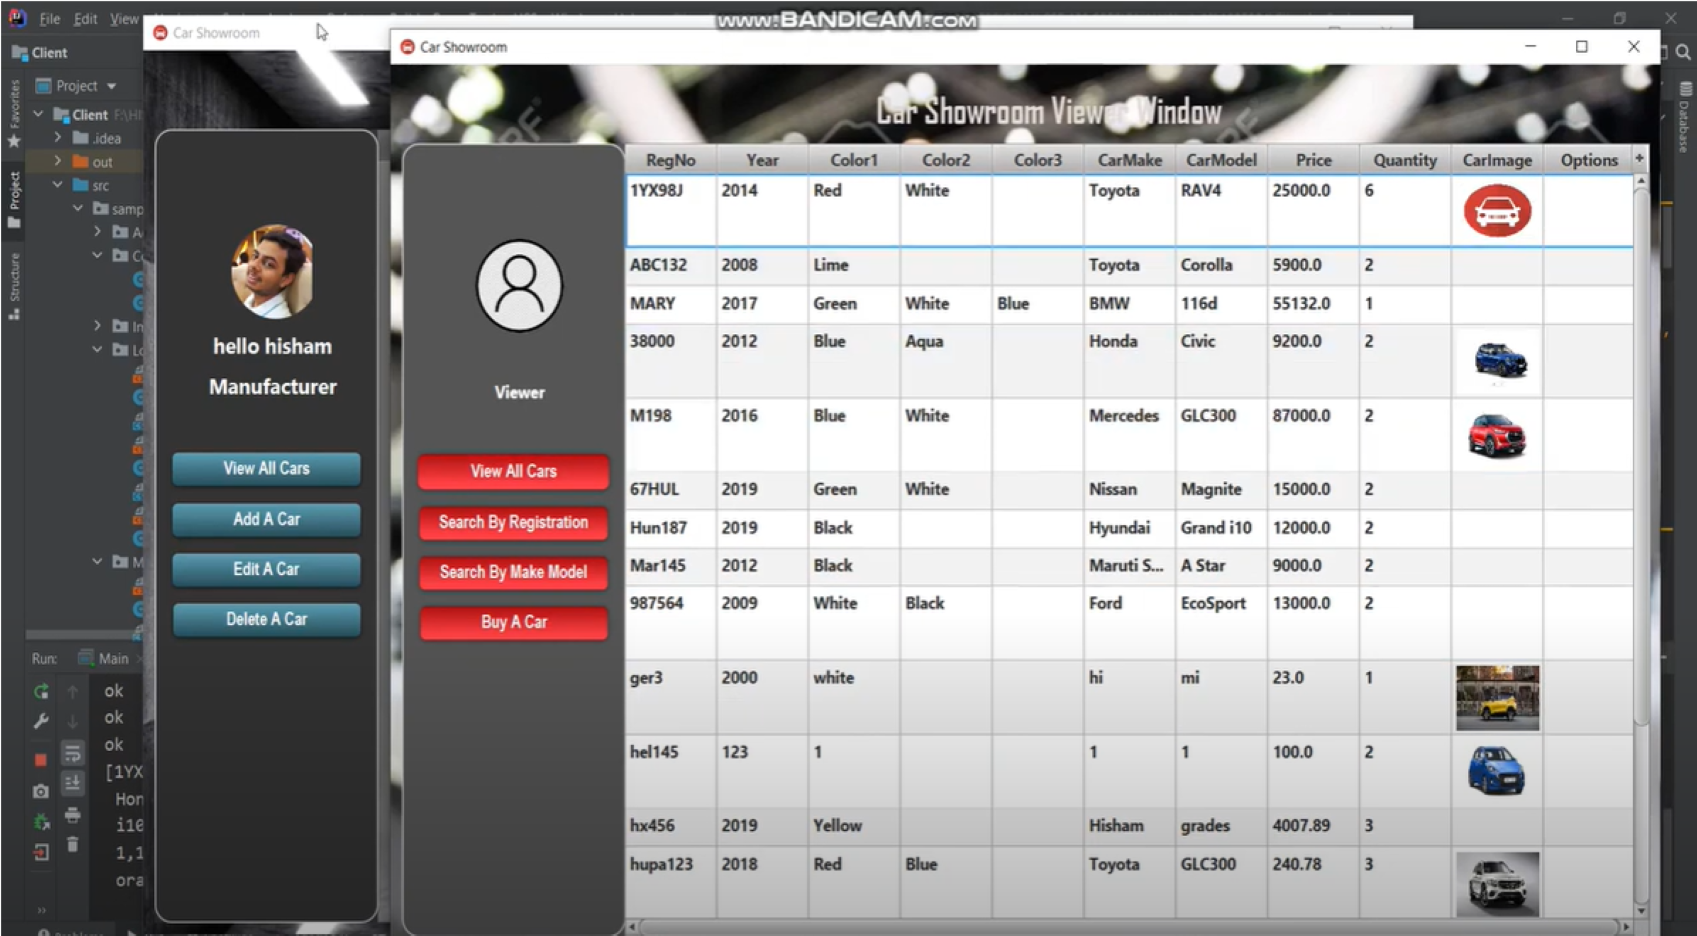 www.BANDICAM.com
File Edit View
Car Showroom
Car Showroom
Client
Project
Client
.idea
out
src
Favorites
Project
Structure
Database
hello hisham
Manufacturer
View All Cars
Add A Car
Edit A Car
Delete A Car
Run: Main
ok
ok
ok
[1YX
Hon
i10
1,1
ora
Car Showroom Viewer Window
Viewer
View All Cars
Search By Registration
Search By Make Model
Buy A Car
RegNo Year Color1 Color2 Color3 CarMake CarModel Price Quantity CarImage Options +
1YX98J 2014 Red White Toyota RAV4 25000.0 6
ABC132 2008 Lime Toyota Corolla 5900.0 2
MARY 2017 Green White Blue BMW 116d 55132.0 1
38000 2012 Blue Aqua Honda Civic 9200.0 2
M198 2016 Blue White Mercedes GLC300 87000.0 2
67HUL 2019 Green White Nissan Magnite 15000.0 2
Hun187 2019 Black Hyundai Grand i10 12000.0 2
Mar145 2012 Black Maruti S... A Star 9000.0 2
987564 2009 White Black Ford EcoSport 13000.0 2
ger3 2000 white hi mi 23.0 1
hel145 123 1 1 1 100.0 2
hx456 2019 Yellow Hisham grades 4007.89 3
hupa123 2018 Red Blue Toyota GLC300 240.78 3